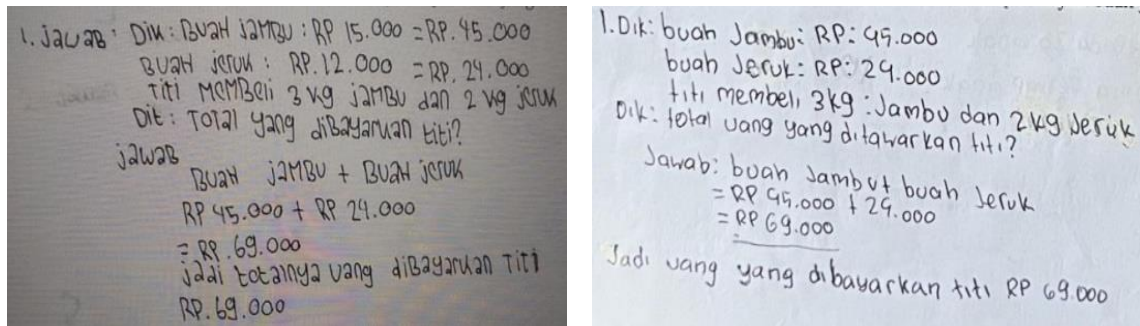 1. Jawab: Dik: Buah jambu: RP 15.000 = RP. 45.000
Buah jeruk: RP. 12.000 = RP. 24.000
Titi Membeli 3 kg jambu dan 2 kg jeruk
Dit: Total yang dibayarkan titi?
jawab
Buah jambu + Buah jeruk
RP 45.000 + RP 24.000
= RP. 69.000
jadi totalnya uang dibayarkan Titi
RP. 69.000
1. Dik: buah Jambu: RP: 45.000
buah Jeruk: RP: 24.000
titi membeli 3kg: Jambu dan 2kg Jeruk
Dik: total uang yang ditawarkan titi?
Jawab: buah Jambu + buah Jeruk
= RP 45.000 + 24.000
= RP 69.000
Jadi uang yang dibayarkan titi RP 69.000